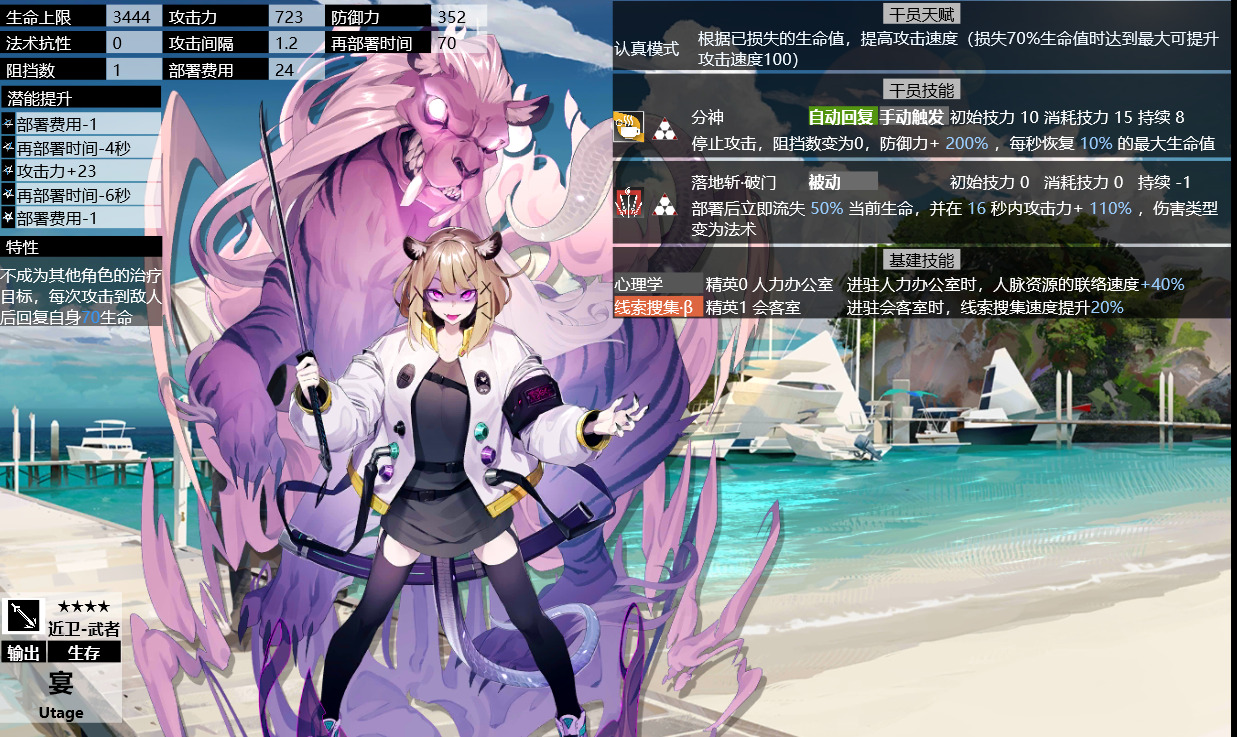 生命上限 3444 攻击力 723 防御力 352
法术抗性 0 攻击间隔 1.2 再部署时间 70
阻挡数 1 部署费用 24
潜能提升
部署费用-1
再部署时间-4秒
攻击力+23
再部署时间-6秒
部署费用-1
特性
不成为其他角色的治疗
目标，每次攻击到敌人
后回复自身70生命
干员天赋
认真模式 根据已损失的生命值，提高攻击速度（损失70%生命值时达到最大可提升
攻击速度100）
干员技能
分神 自动回复 手动触发 初始技力 10 消耗技力 15 持续 8
停止攻击，阻挡数变为0，防御力+ 200% ，每秒恢复 10% 的最大生命值
落地斩·破门 被动 初始技力 0 消耗技力 0 持续 -1
部署后立即流失 50% 当前生命，并在 16 秒内攻击力+ 110% ，伤害类型
变为法术
基建技能
心理学 精英0 人力办公室 进驻人力办公室时，人脉资源的联络速度+40%
线索搜集·β 精英1 会客室 进驻会客室时，线索搜集速度提升20%
★★★★
近卫-武者
输出 生存
宴
Utage